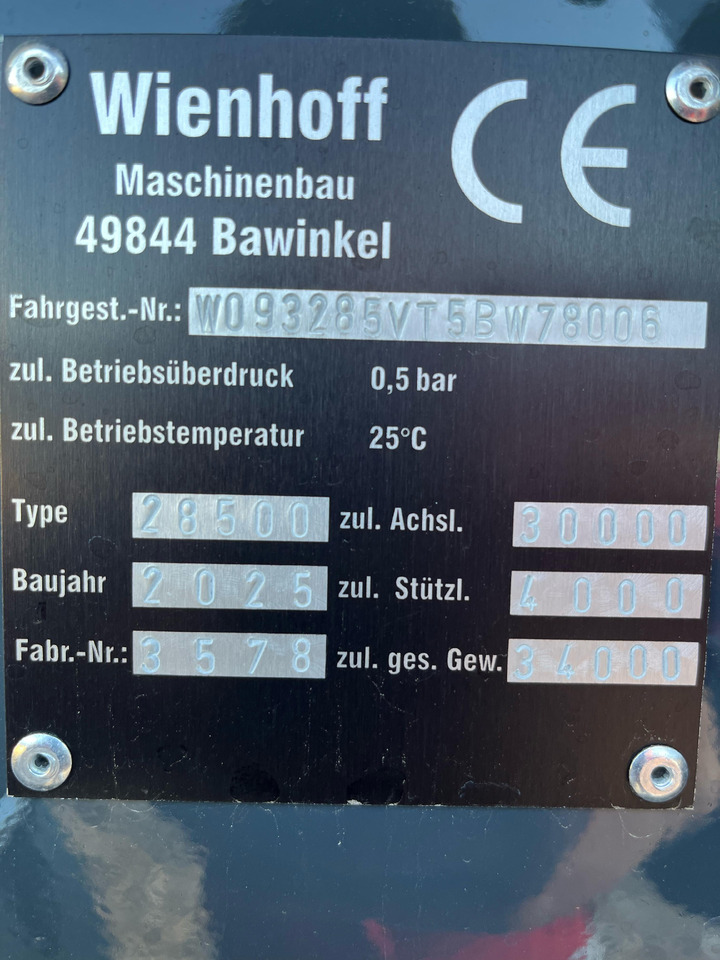 Wienhoff
CE
Maschinenbau
49844 Bawinkel
Fahrgest.-Nr.: W093285VT5BW78006
zul. Betriebsüberdruck 0,5 bar
zul. Betriebstemperatur 25°C
Type 28500 zul. Achsl. 30000
Baujahr 2025 zul. Stützl. 4000
Fabr.-Nr.: 3578 zul. ges. Gew. 34000